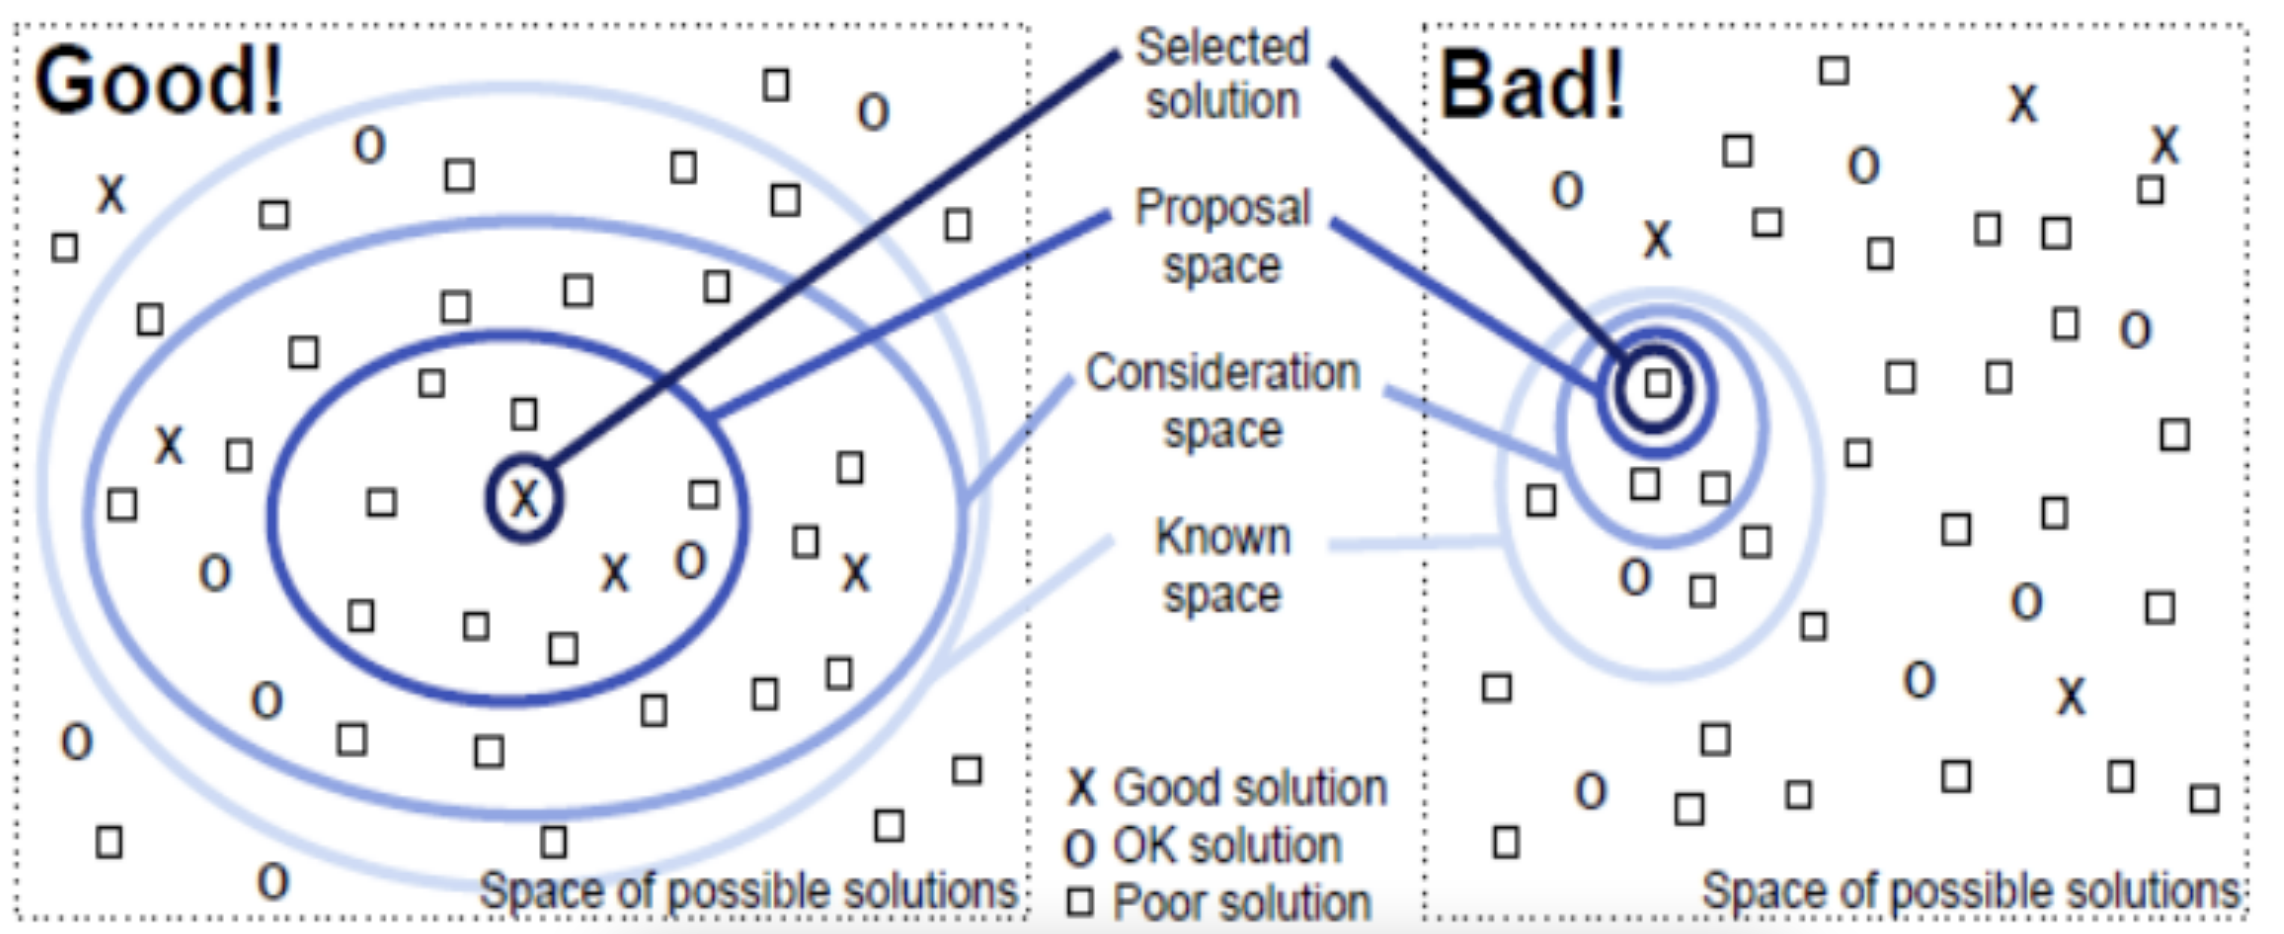 Good!
Selected
solution
Bad!
Proposal
space
Consideration
space
Known
space
X Good solution
O OK solution
□ Poor solution
Space of possible solutions
Space of possible solutions